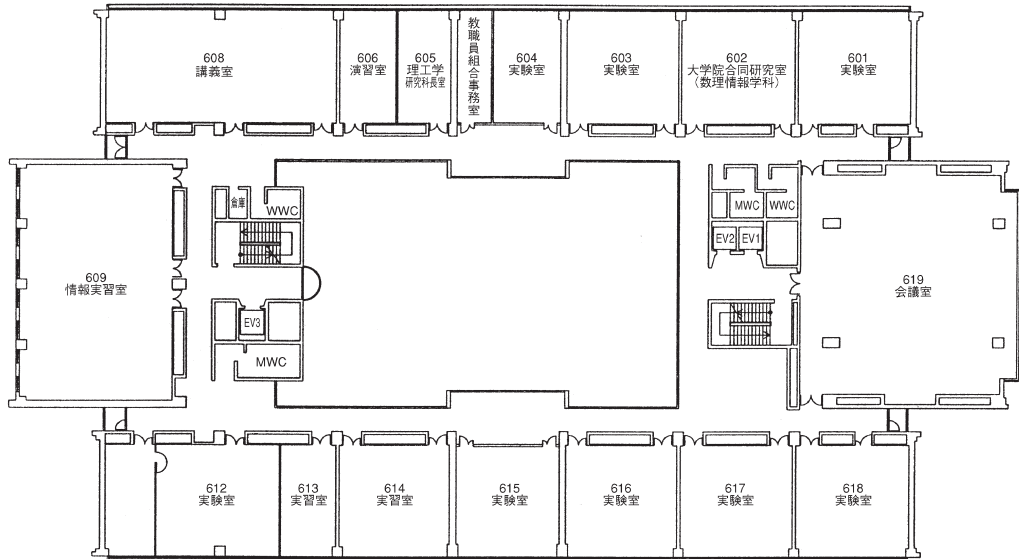 608
講義室
606
演習室
605
理工学
研究科長室
教職員組合事務室
604
実験室
603
実験室
602
大学院合同研究室
（数理情報学科）
601
実験室
倉庫
WWC
MWC
WWC
EV2
EV1
609
情報実習室
619
会議室
EV3
MWC
612
実験室
613
実習室
614
実習室
615
実験室
616
実験室
617
実験室
618
実験室